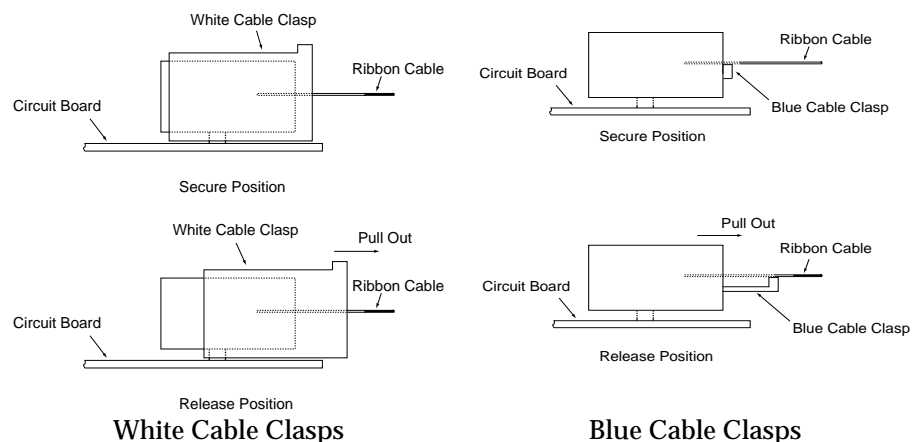 White Cable Clasp
Ribbon Cable
Circuit Board
Secure Position
White Cable Clasp
Pull Out
Ribbon Cable
Circuit Board
Release Position
White Cable Clasps
Ribbon Cable
Circuit Board
Blue Cable Clasp
Secure Position
Pull Out
Ribbon Cable
Circuit Board
Blue Cable Clasp
Release Position
Blue Cable Clasps